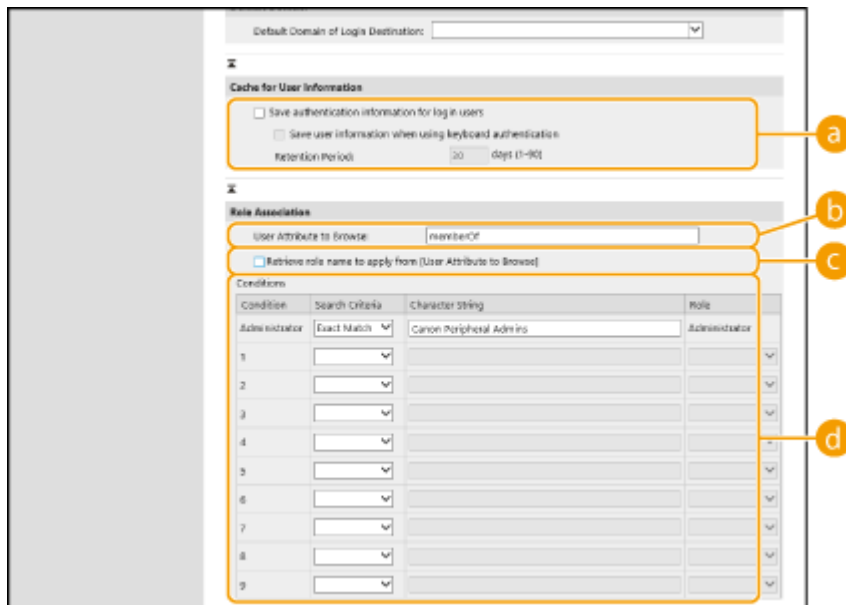 Default Domain of Login Destination:
Cache for User Information
Save authentication information for login users
Save user information when using keyboard authentication
Retention Period: 30 days (1-90)
a
Role Association
b
User Attribute to Browse: memberOf
c
Retrieve role name to apply from [User Attribute to Browse]
Conditions
Condition Search Criteria Character String Role
Administrator Exact Match Canon Peripheral Admins Administrator
1
2
3
4
d
5
6
7
8
9